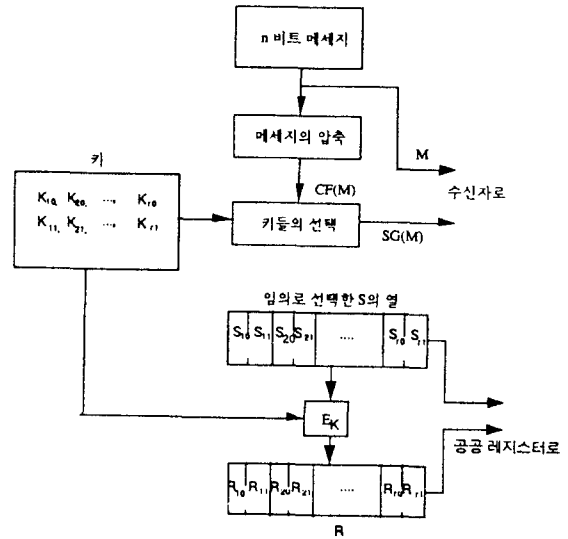 n 비트 메세지
메세지의 압축
M
수신자로
카
K10, K20, ...., Kr0
K11, K21, ...., Kr1
CF(M)
키들의 선택
SG(M)
임의로 선택한 S의 열
S10 S11 S20 S21 .... Sr0 Sr1
EK
공공 레지스터로
R10 R11 R20 R21 .... Rr0 Rr1
R